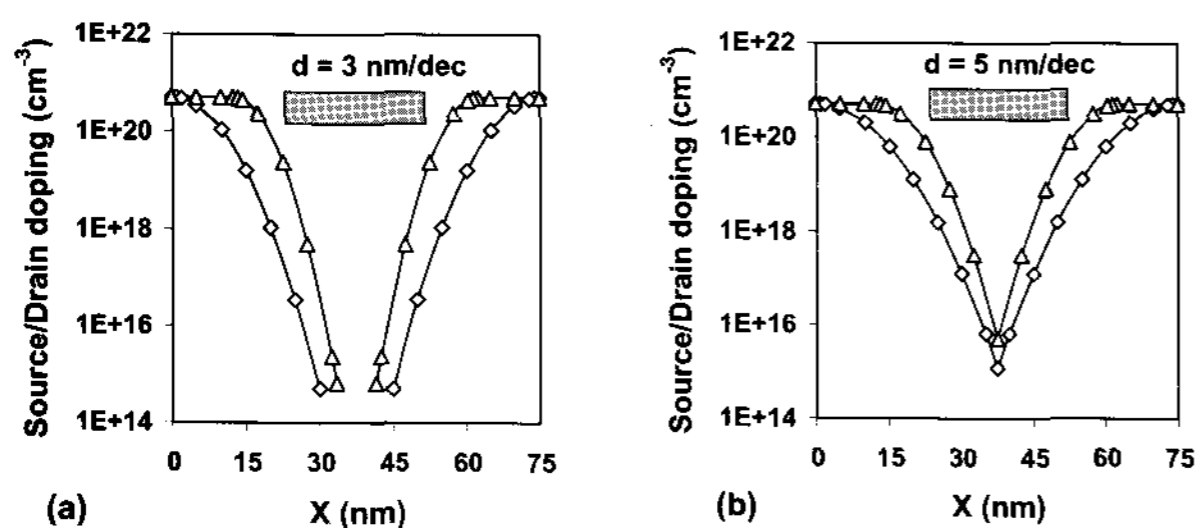 Source/Drain doping (cm⁻³)
1E+22
1E+20
1E+18
1E+16
1E+14
d = 3 nm/dec
0 15 30 45 60 75
(a)
X (nm)
Source/Drain doping (cm⁻³)
1E+22
1E+20
1E+18
1E+16
1E+14
d = 5 nm/dec
0 15 30 45 60 75
(b)
X (nm)